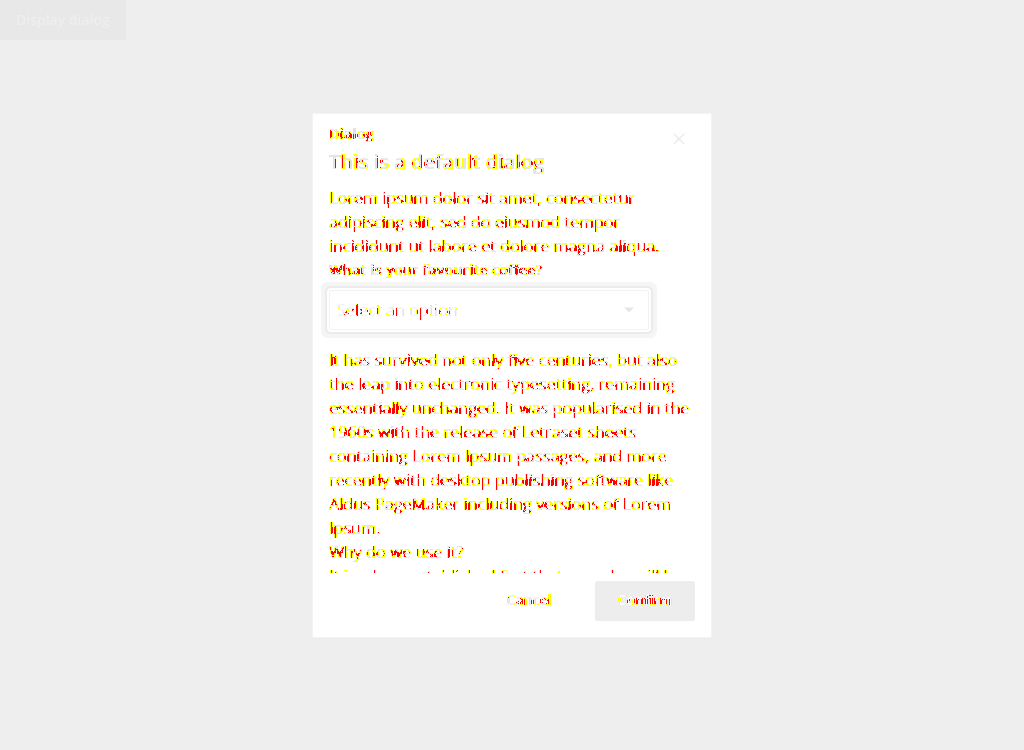 Display dialog
Dialog
This is a default dialog
Lorem ipsum dolor sit amet, consectetur
adipiscing elit, sed do eiusmod tempor
incididunt ut labore et dolore magna aliqua.
What is your favourite coffee?
Select an option
It has survived not only five centuries, but also
the leap into electronic typesetting, remaining
essentially unchanged. It was popularised in the
1960s with the release of Letraset sheets
containing Lorem Ipsum passages, and more
recently with desktop publishing software like
Aldus PageMaker including versions of Lorem
Ipsum.
Why do we use it?
Cancel
Confirm